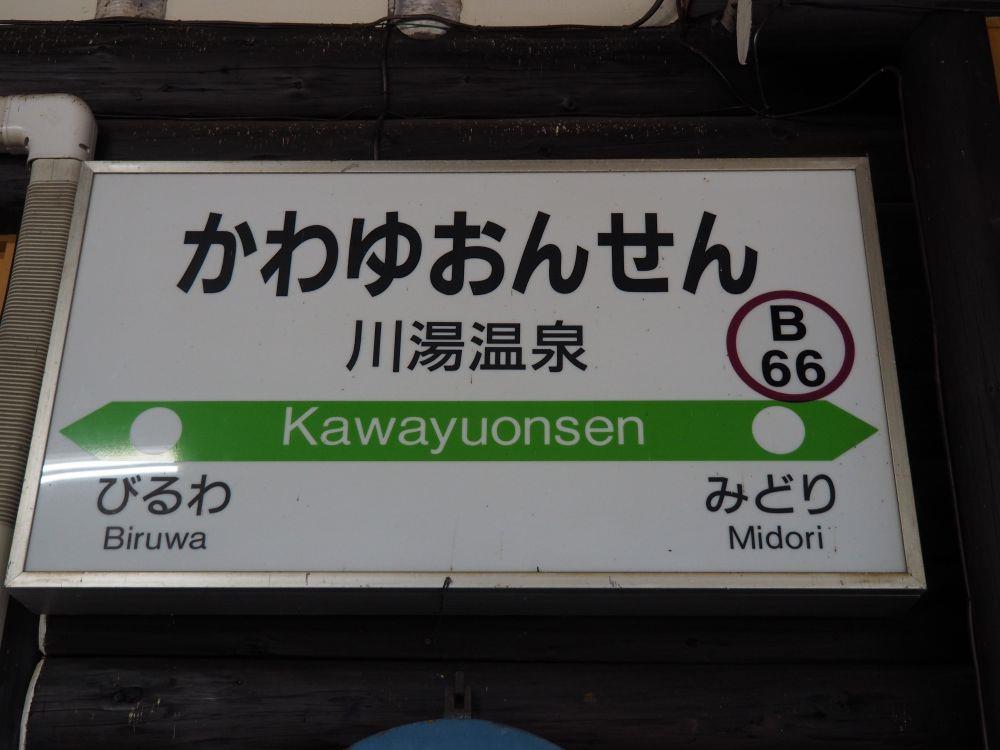 かわゆおんせん
川湯温泉
B
66
Kawayuonsen
びるわ
Biruwa
みどり
Midori